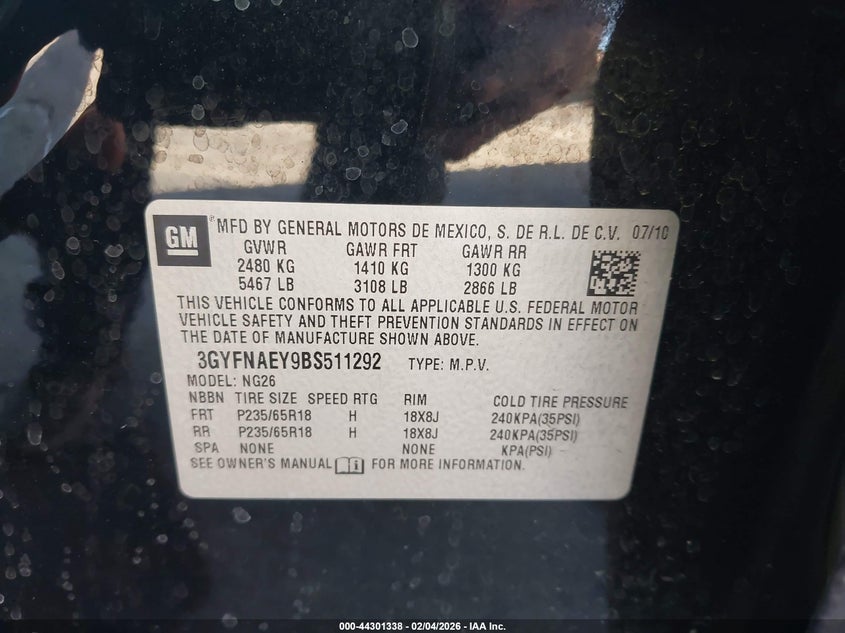 GM ® MFD BY GENERAL MOTORS DE MEXICO, S. DE R.L. DE C.V. 07/10
GVWR GAWR FRT GAWR RR
2480 KG 1410 KG 1300 KG
5467 LB 3108 LB 2866 LB
THIS VEHICLE CONFORMS TO ALL APPLICABLE U.S. FEDERAL MOTOR
VEHICLE SAFETY AND THEFT PREVENTION STANDARDS IN EFFECT ON
THE DATE OF MANUFACTURE SHOWN ABOVE.
3GYFNAEY9BS511292 TYPE: M.P.V.
MODEL: NG26
NBBN TIRE SIZE SPEED RTG RIM COLD TIRE PRESSURE
FRT P235/65R18 H 18X8J 240KPA(35PSI)
RR P235/65R18 H 18X8J 240KPA(35PSI)
SPA NONE NONE KPA(PSI)
SEE OWNER'S MANUAL FOR MORE INFORMATION.
000-44301338 - 02/04/2026 - IAA Inc.